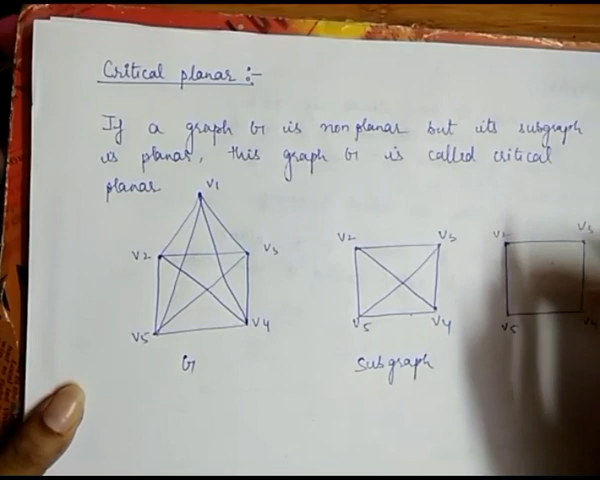 Critical planar :-
If a graph G is non planar but its subgraph
is planar, this graph G is called critical
planar
V1
V2 V3
V5 V4
G
V2 V3
V5 V4
subgraph
V2 V3
V5